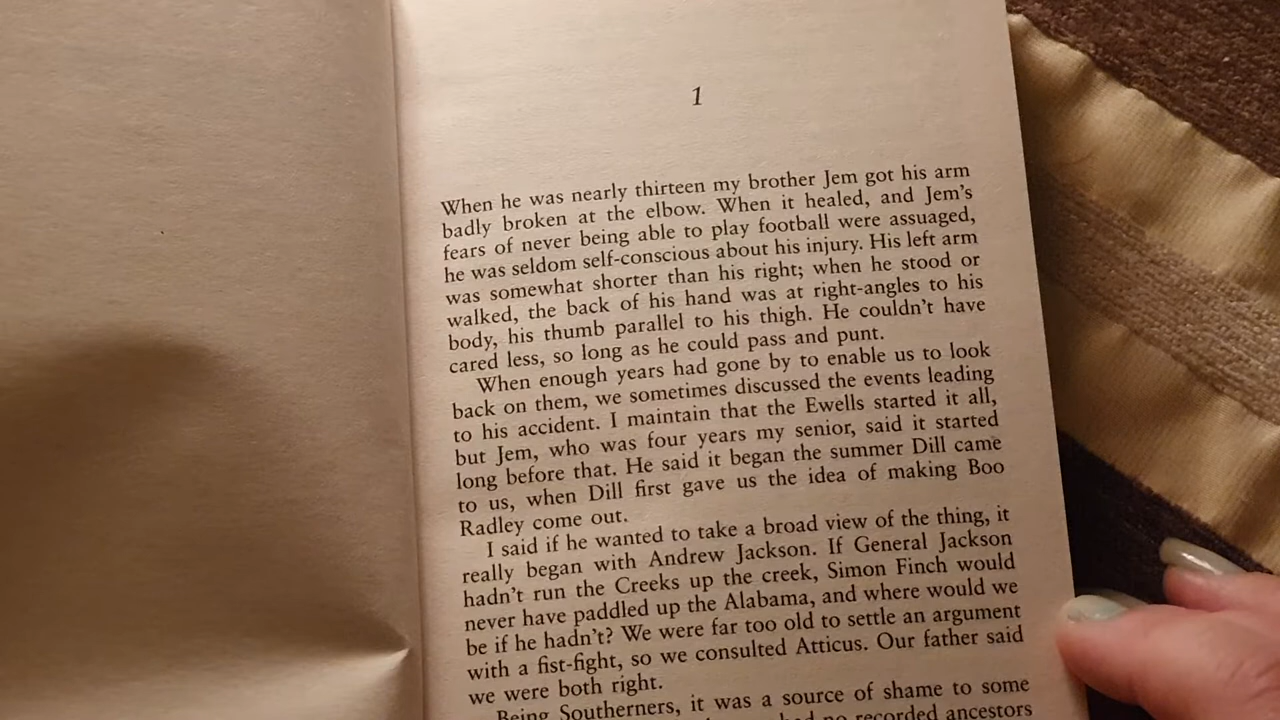 1
When he was nearly thirteen my brother Jem got his arm
badly broken at the elbow. When it healed, and Jem's
fears of never being able to play football were assuaged,
he was seldom self-conscious about his injury. His left arm
was somewhat shorter than his right; when he stood or
walked, the back of his hand was at right-angles to his
body, his thumb parallel to his thigh. He couldn't have
cared less, so long as he could pass and punt.
When enough years had gone by to enable us to look
back on them, we sometimes discussed the events leading
to his accident. I maintain that the Ewells started it all,
but Jem, who was four years my senior, said it started
long before that. He said it began the summer Dill came
to us, when Dill first gave us the idea of making Boo
Radley come out.
I said if he wanted to take a broad view of the thing, it
really began with Andrew Jackson. If General Jackson
hadn't run the Creeks up the creek, Simon Finch would
never have paddled up the Alabama, and where would we
be if he hadn't? We were far too old to settle an argument
with a fist-fight, so we consulted Atticus. Our father said
we were both right.
Being Southerners, it was a source of shame to some
had no recorded ancestors